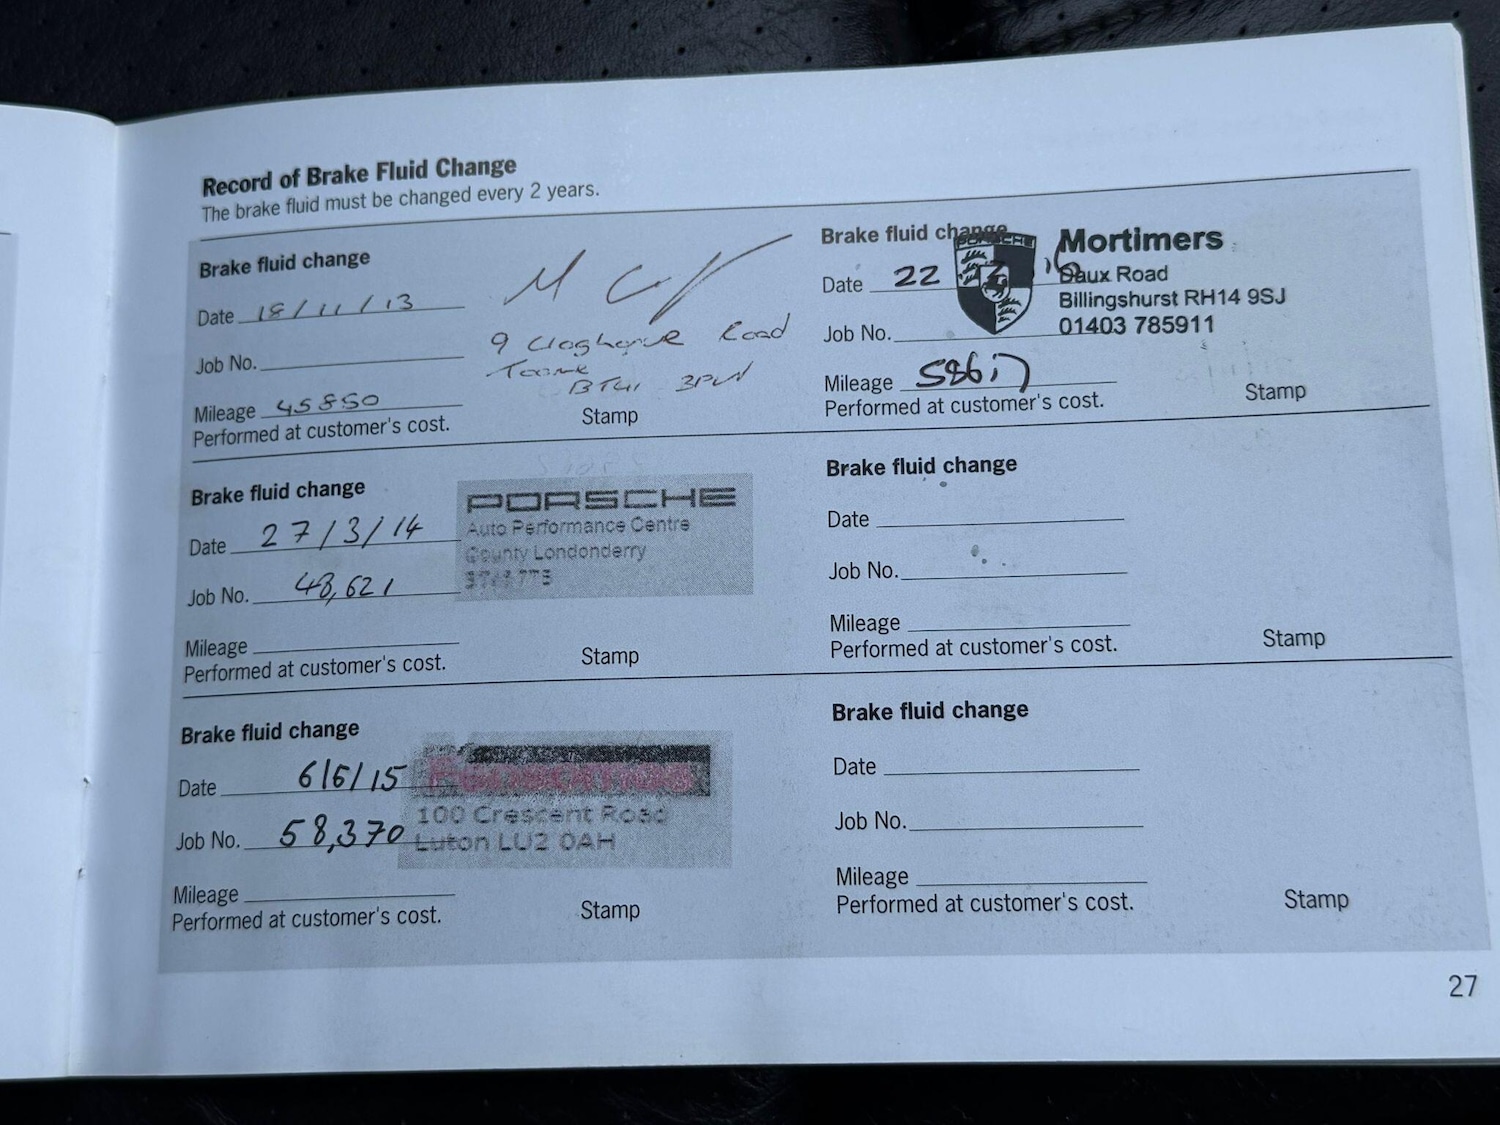 Record of Brake Fluid Change
The brake fluid must be changed every 2 years.
Brake fluid change
Date 18/11/13
Job No.
Mileage 45850
Performed at customer's cost.
M
9 Road
Toome
BT41 3PW
Stamp
Brake fluid change
Date 27/3/14
Job No. 48,621
Mileage
Performed at customer's cost.
PORSCHE
Auto Performance Centre
County Londonderry
Stamp
Brake fluid change
Date 6/6/15
Job No. 58,370
Mileage
Performed at customer's cost.
100 Crescent Road
Luton LU2 0AH
Stamp
Brake fluid change
Date 22 16
Job No.
Mileage 58617
Performed at customer's cost.
PORSCHE
Mortimers
Daux Road
Billingshurst RH14 9SJ
01403 785911
Stamp
Brake fluid change
Date
Job No.
Mileage
Performed at customer's cost.
Stamp
Brake fluid change
Date
Job No.
Mileage
Performed at customer's cost.
Stamp
27